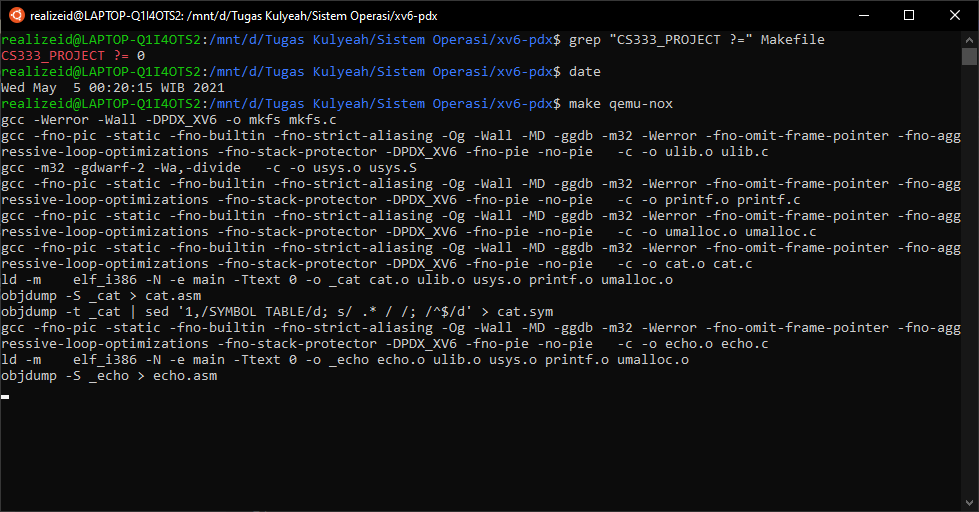 realizeid@LAPTOP-Q1I4OTS2: /mnt/d/Tugas Kulyeah/Sistem Operasi/xv6-pdx
realizeid@LAPTOP-Q1I4OTS2:/mnt/d/Tugas Kulyeah/Sistem Operasi/xv6-pdx$ grep "CS333_PROJECT ?=" Makefile
CS333_PROJECT ?= 0
realizeid@LAPTOP-Q1I4OTS2:/mnt/d/Tugas Kulyeah/Sistem Operasi/xv6-pdx$ date
Wed May  5 00:20:15 WIB 2021
realizeid@LAPTOP-Q1I4OTS2:/mnt/d/Tugas Kulyeah/Sistem Operasi/xv6-pdx$ make qemu-nox
gcc -Werror -Wall -DPDX_XV6 -o mkfs mkfs.c
gcc -fno-pic -static -fno-builtin -fno-strict-aliasing -Og -Wall -MD -ggdb -m32 -Werror -fno-omit-frame-pointer -fno-agg
ressive-loop-optimizations -fno-stack-protector -DPDX_XV6 -fno-pie -no-pie   -c -o ulib.o ulib.c
gcc -m32 -gdwarf-2 -Wa,-divide   -c -o usys.o usys.S
gcc -fno-pic -static -fno-builtin -fno-strict-aliasing -Og -Wall -MD -ggdb -m32 -Werror -fno-omit-frame-pointer -fno-agg
ressive-loop-optimizations -fno-stack-protector -DPDX_XV6 -fno-pie -no-pie   -c -o printf.o printf.c
gcc -fno-pic -static -fno-builtin -fno-strict-aliasing -Og -Wall -MD -ggdb -m32 -Werror -fno-omit-frame-pointer -fno-agg
ressive-loop-optimizations -fno-stack-protector -DPDX_XV6 -fno-pie -no-pie   -c -o umalloc.o umalloc.c
gcc -fno-pic -static -fno-builtin -fno-strict-aliasing -Og -Wall -MD -ggdb -m32 -Werror -fno-omit-frame-pointer -fno-agg
ressive-loop-optimizations -fno-stack-protector -DPDX_XV6 -fno-pie -no-pie   -c -o cat.o cat.c
ld -m    elf_i386 -N -e main -Ttext 0 -o _cat cat.o ulib.o usys.o printf.o umalloc.o
objdump -S _cat > cat.asm
objdump -t _cat | sed '1,/SYMBOL TABLE/d; s/ .* / /; /^$/d' > cat.sym
gcc -fno-pic -static -fno-builtin -fno-strict-aliasing -Og -Wall -MD -ggdb -m32 -Werror -fno-omit-frame-pointer -fno-agg
ressive-loop-optimizations -fno-stack-protector -DPDX_XV6 -fno-pie -no-pie   -c -o echo.o echo.c
ld -m    elf_i386 -N -e main -Ttext 0 -o _echo echo.o ulib.o usys.o printf.o umalloc.o
objdump -S _echo > echo.asm